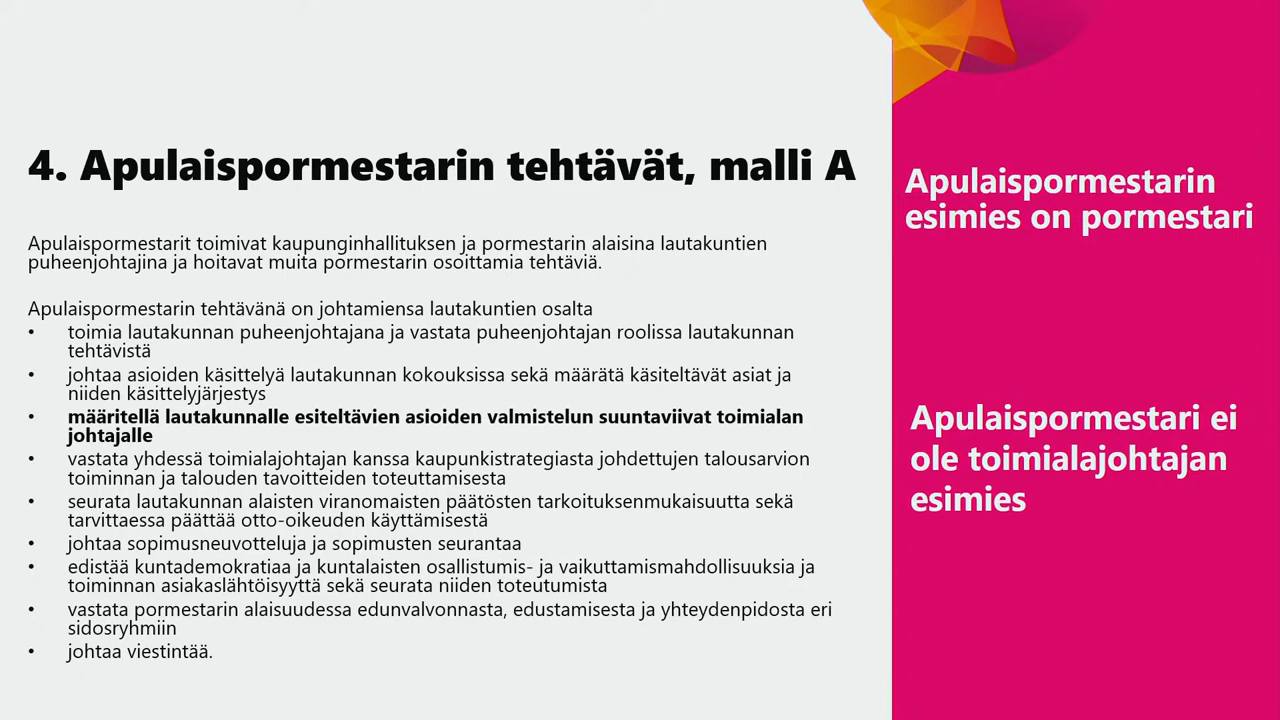 4. Apulaispormestarin tehtävät, malli A
Apulaispormestarit toimivat kaupunginhallituksen ja pormestarin alaisina lautakuntien
puheenjohtajina ja hoitavat muita pormestarin osoittamia tehtäviä.
Apulaispormestarin tehtävänä on johtamiensa lautakuntien osalta
• toimia lautakunnan puheenjohtajana ja vastata puheenjohtajan roolissa lautakunnan
tehtävistä
• johtaa asioiden käsittelyä lautakunnan kokouksissa sekä määrätä käsiteltävät asiat ja
niiden käsittelyjärjestys
• määritellä lautakunnalle esiteltävien asioiden valmistelun suuntaviivat toimialan
johtajalle
• vastata yhdessä toimialajohtajan kanssa kaupunkistrategiasta johdettujen talousarvion
toiminnan ja talouden tavoitteiden toteuttamisesta
• seurata lautakunnan alaisten viranomaisten päätösten tarkoituksenmukaisuutta sekä
tarvittaessa päättää otto-oikeuden käyttämisestä
• johtaa sopimusneuvotteluja ja sopimusten seurantaa
• edistää kuntademokratiaa ja kuntalaisten osallistumis- ja vaikuttamismahdollisuuksia ja
toiminnan asiakaslähtöisyyttä sekä seurata niiden toteutumista
• vastata pormestarin alaisuudessa edunvalvonnasta, edustamisesta ja yhteydenpidosta eri
sidosryhmiin
• johtaa viestintää.
Apulaispormestarin
esimies on pormestari
Apulaispormestari ei
ole toimialajohtajan
esimies